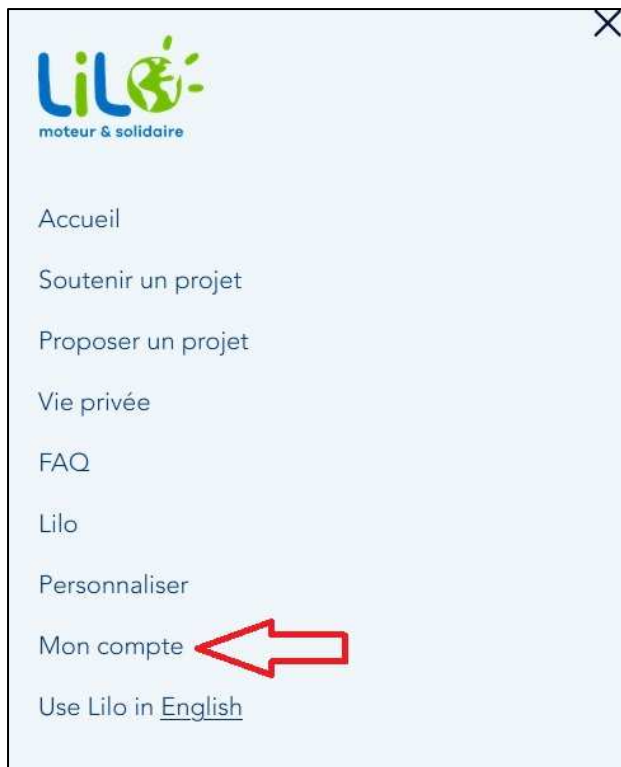 LiLO
moteur & solidaire
Accueil
Soutenir un projet
Proposer un projet
Vie privée
FAQ
Lilo
Personnaliser
Mon compte
Use Lilo in English